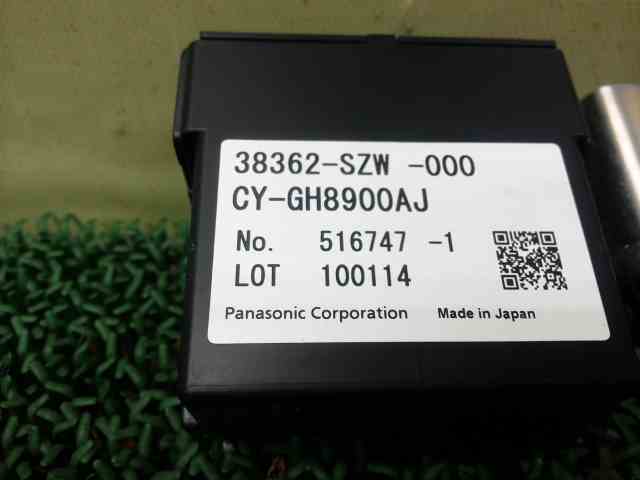 38362-SZW -000
CY-GH8900AJ
No. 516747 -1
LOT 100114
Panasonic Corporation Made in Japan